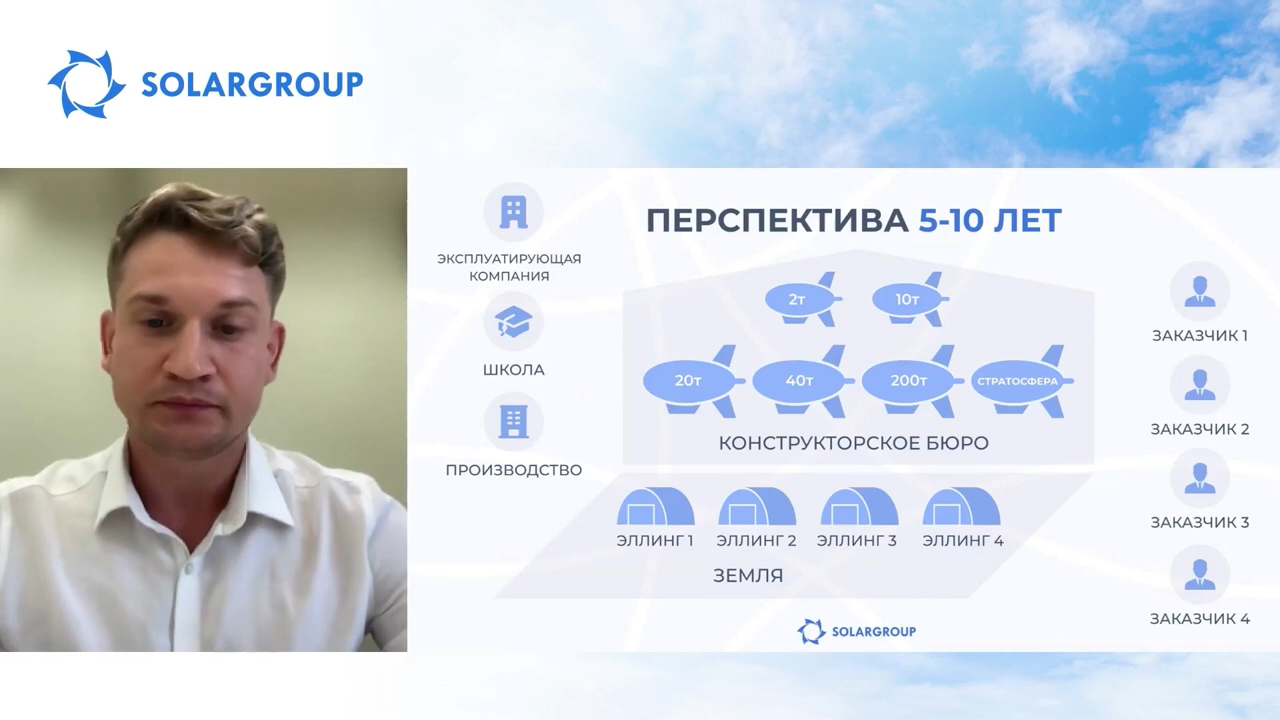 SOLARGROUP
ПЕРСПЕКТИВА 5-10 ЛЕТ
ЭКСПЛУАТИРУЮЩАЯ
КОМПАНИЯ
ШКОЛА
ПРОИЗВОДСТВО
2т 10т
20т 40т 200т СТРАТОСФЕРА
КОНСТРУКТОРСКОЕ БЮРО
ЭЛЛИНГ 1 ЭЛЛИНГ 2 ЭЛЛИНГ 3 ЭЛЛИНГ 4
ЗЕМЛЯ
ЗАКАЗЧИК 1
ЗАКАЗЧИК 2
ЗАКАЗЧИК 3
ЗАКАЗЧИК 4
SOLARGROUP